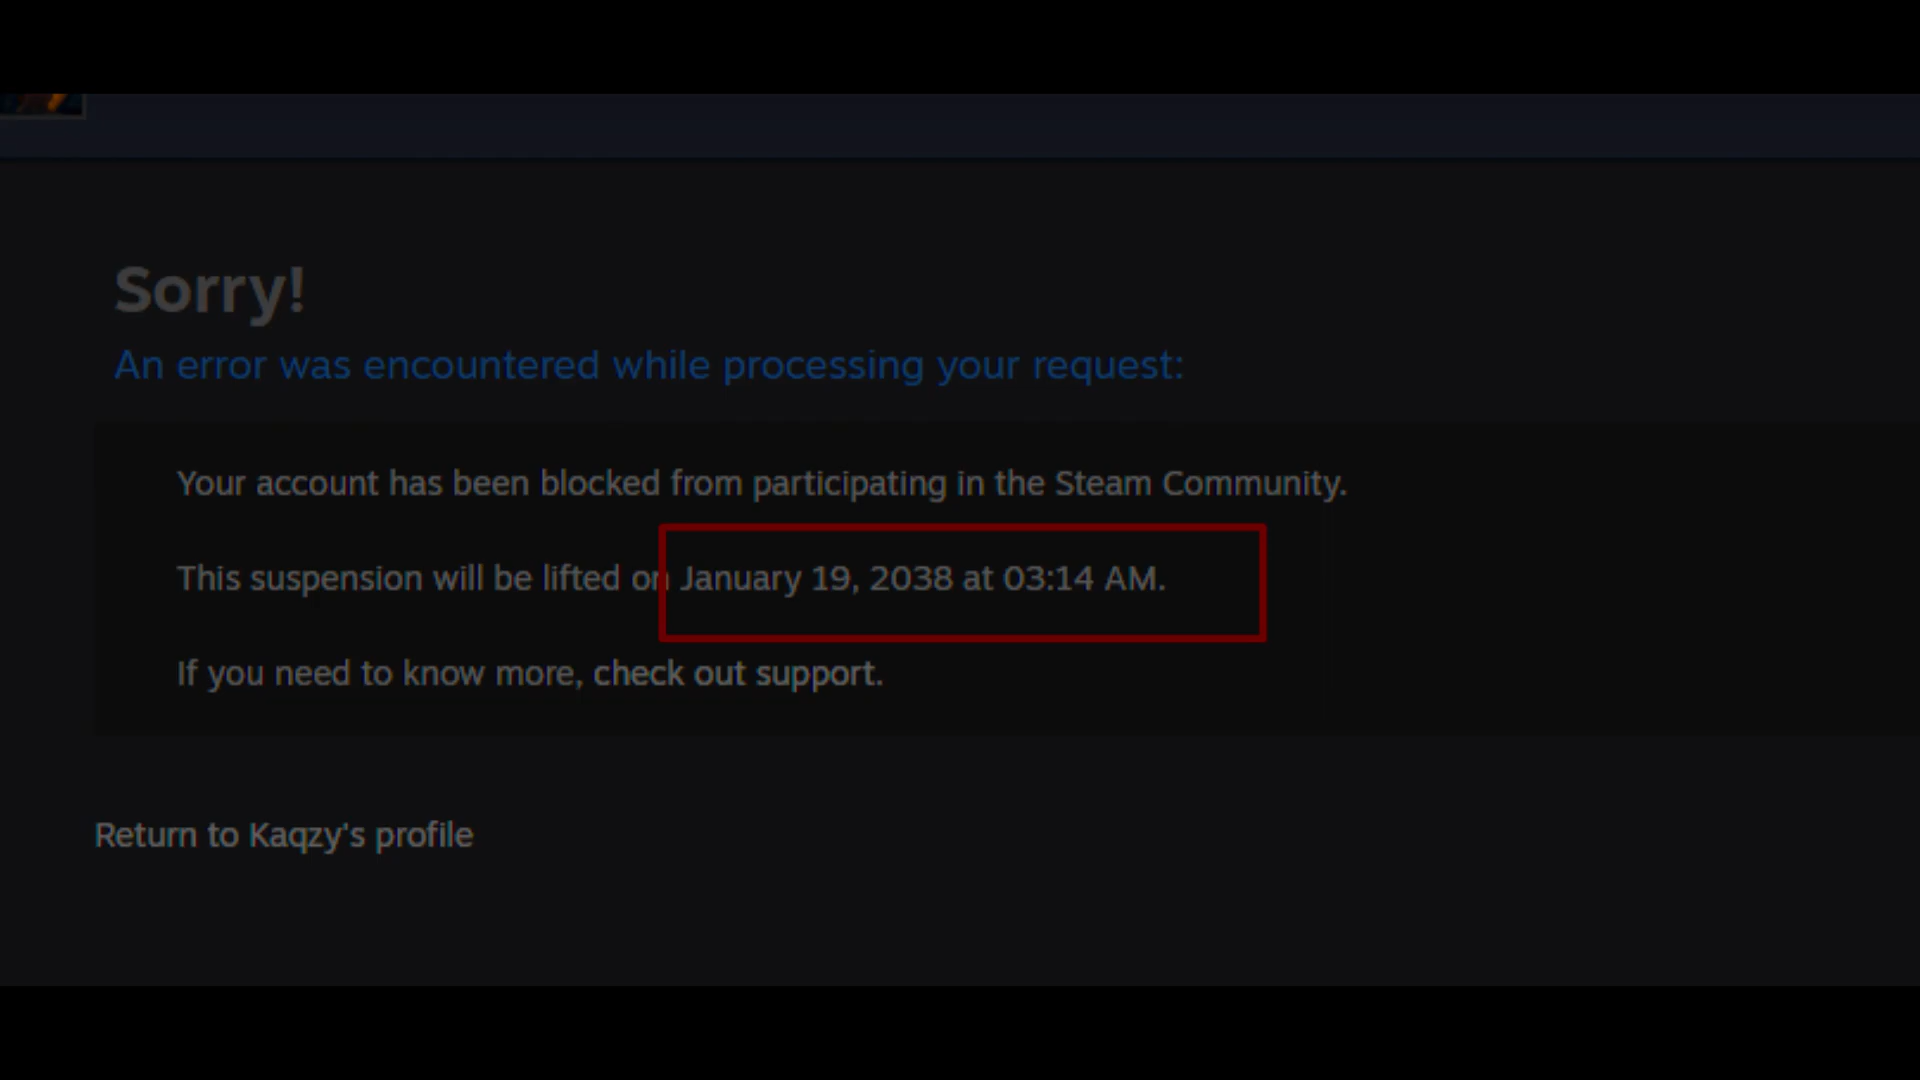 Sorry!
An error was encountered while processing your request:
Your account has been blocked from participating in the Steam Community.
This suspension will be lifted on January 19, 2038 at 03:14 AM.
If you need to know more, check out support.
Return to Kaqzy's profile